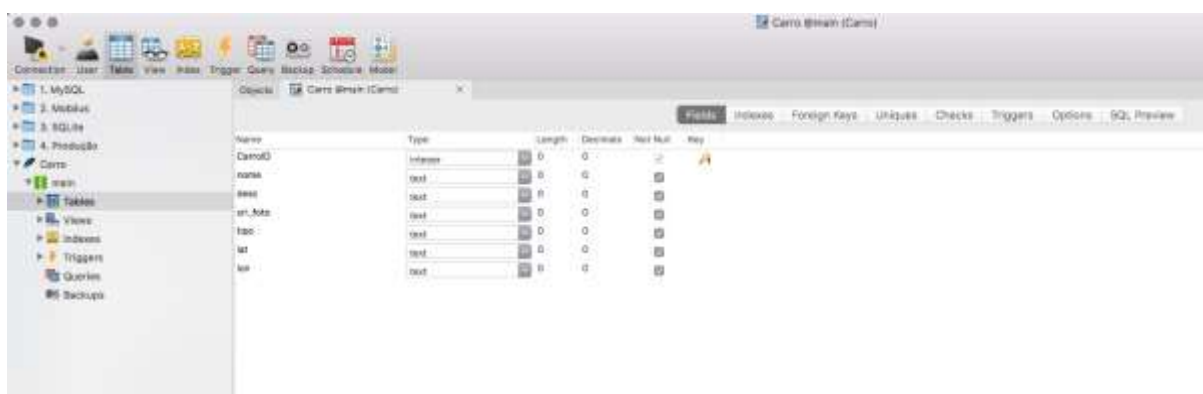 Carro @main (Carro)
Connection User Table View Index Trigger Query Backup Schedule Model
Objects Carro @main (Carro)
1. MySQL
2. Mobilus
3. SQLite
4. Produção
Carro
main
Tables
Views
Indexes
Triggers
Queries
Backups
Fields Indexes Foreign Keys Uniques Checks Triggers Options SQL Preview
Name Type Length Decimals Not Null Key
CarroID integer 0 0
nome text 0 0
desc text 0 0
url_foto text 0 0
tipo text 0 0
lat text 0 0
lon text 0 0